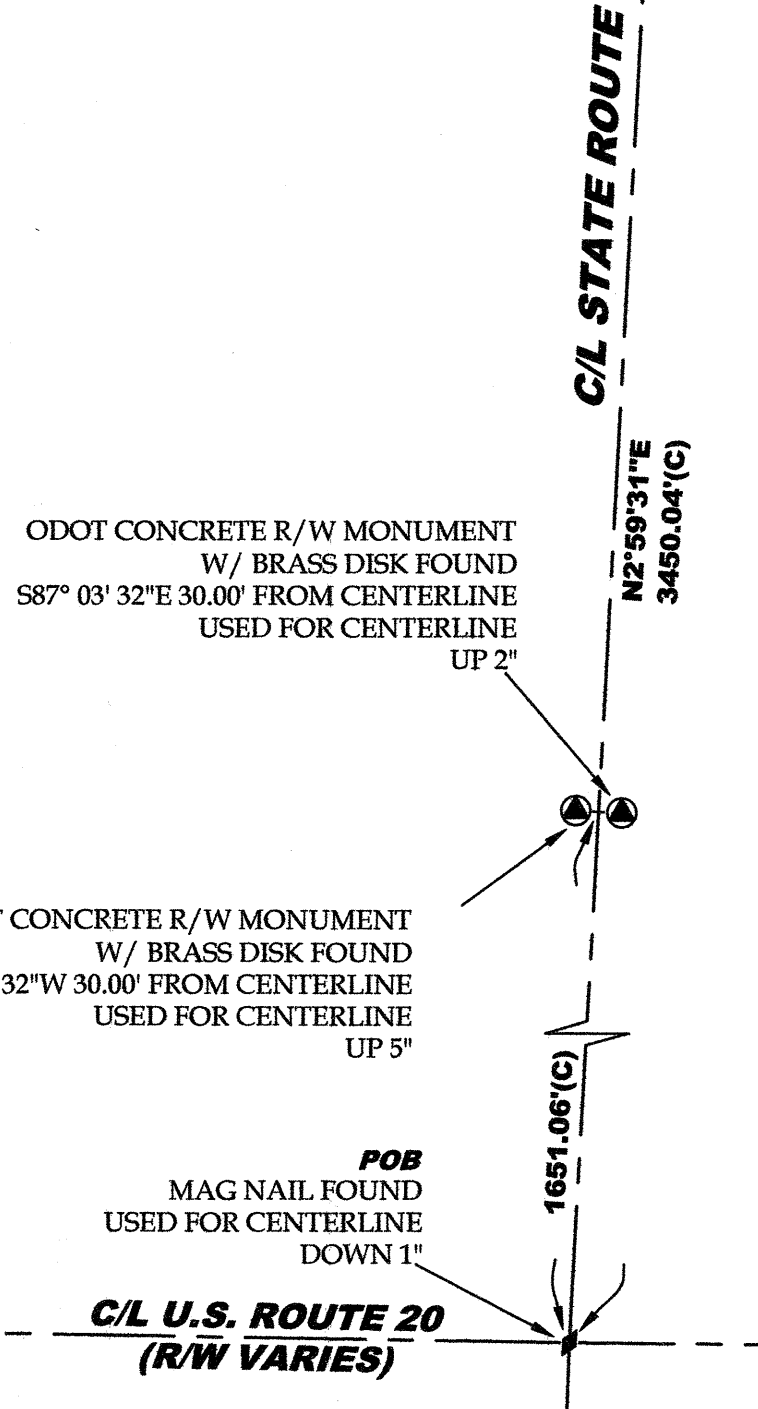 C/L STATE ROUTE
N2°59'31"E
3450.04'(C)
ODOT CONCRETE R/W MONUMENT
W/ BRASS DISK FOUND
S87° 03' 32"E 30.00' FROM CENTERLINE
USED FOR CENTERLINE
UP 2"
CONCRETE R/W MONUMENT
W/ BRASS DISK FOUND
32"W 30.00' FROM CENTERLINE
USED FOR CENTERLINE
UP 5"
1651.06'(C)
POB
MAG NAIL FOUND
USED FOR CENTERLINE
DOWN 1"
C/L U.S. ROUTE 20
(R/W VARIES)